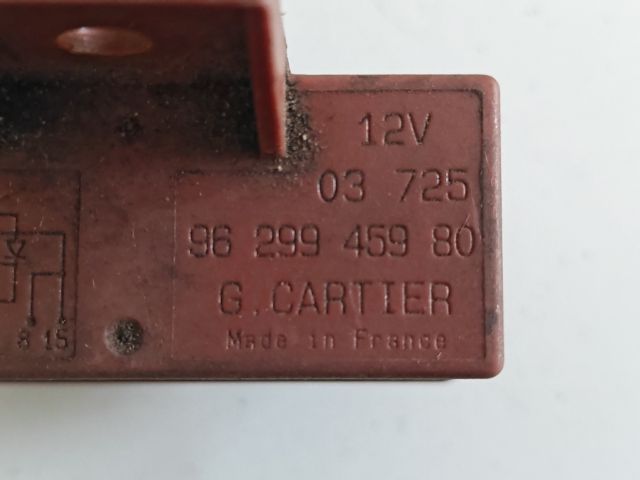 12V
03 725
96 299 459 80
G.CARTIER
Made in France
8 15